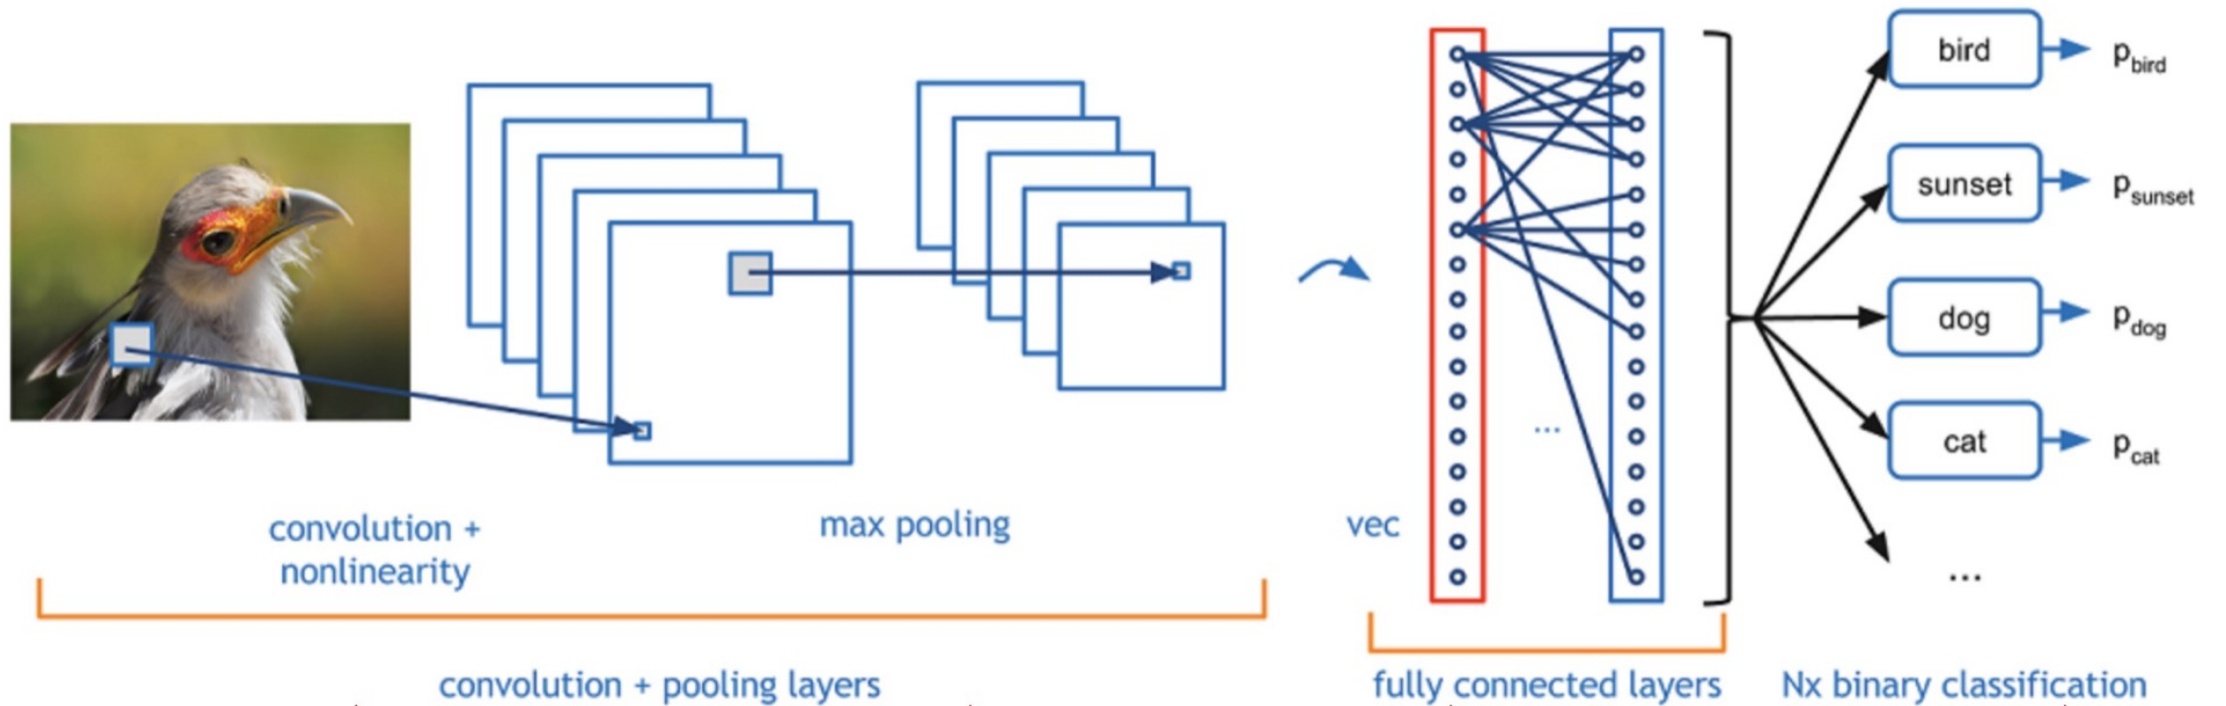 bird
p_bird
sunset
p_sunset
dog
p_dog
cat
p_cat
...
...
convolution +
nonlinearity
max pooling
vec
convolution + pooling layers
fully connected layers
Nx binary classification